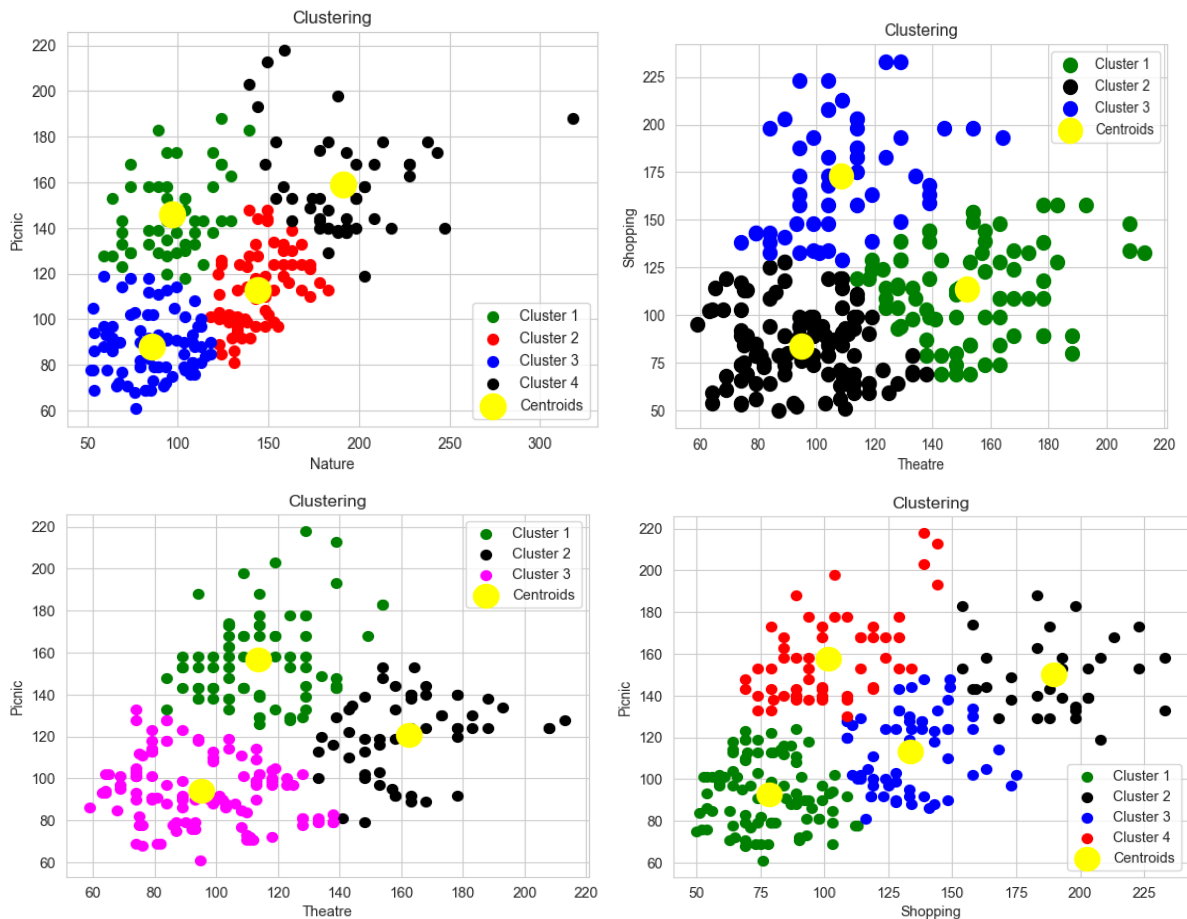 Clustering
Picnic
220
200
180
160
140
120
100
80
60
Cluster 1
Cluster 2
Cluster 3
Cluster 4
Centroids
50
100
150
200
250
300
Nature
Clustering
Shopping
225
200
175
150
125
100
75
50
Cluster 1
Cluster 2
Cluster 3
Centroids
60
80
100
120
140
160
180
200
220
Theatre
Clustering
Picnic
220
200
180
160
140
120
100
80
60
Cluster 1
Cluster 2
Cluster 3
Centroids
60
80
100
120
140
160
180
200
220
Theatre
Clustering
Picnic
220
200
180
160
140
120
100
80
60
Cluster 1
Cluster 2
Cluster 3
Cluster 4
Centroids
50
75
100
125
150
175
200
225
Shopping